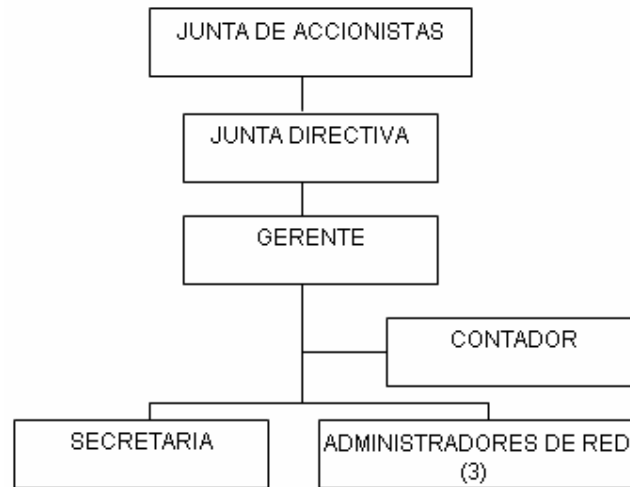 JUNTA DE ACCIONISTAS
JUNTA DIRECTIVA
GERENTE
CONTADOR
SECRETARIA
ADMINISTRADORES DE RED
(3)